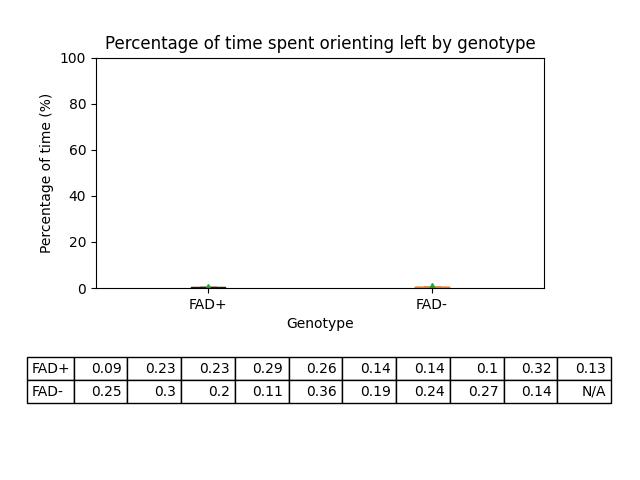 Percentage of time spent orienting left by genotype
100
80
60
40
20
0
Percentage of time (%)
FAD+ FAD-
Genotype
FAD+ 0.09 0.23 0.23 0.29 0.26 0.14 0.14 0.1 0.32 0.13
FAD- 0.25 0.3 0.2 0.11 0.36 0.19 0.24 0.27 0.14 N/A